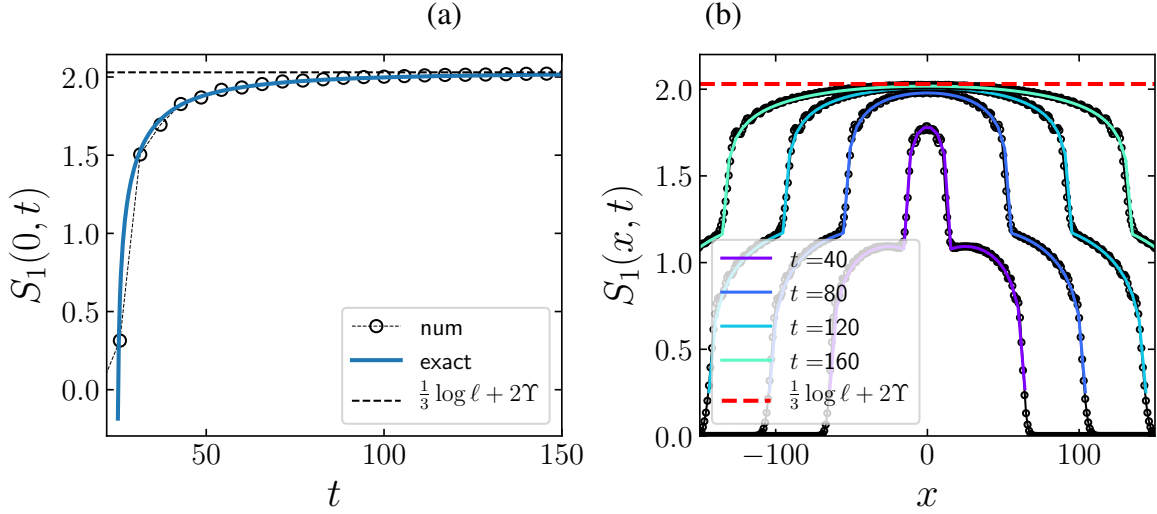 (a)
S₁(0, t)
2.0
1.5
1.0
0.5
0.0
50
100
150
t
num
exact
1/3 log ℓ + 2Υ
(b)
S₁(x, t)
2.0
1.5
1.0
0.5
0.0
−100
0
100
x
t =40
t =80
t =120
t =160
1/3 log ℓ + 2Υ